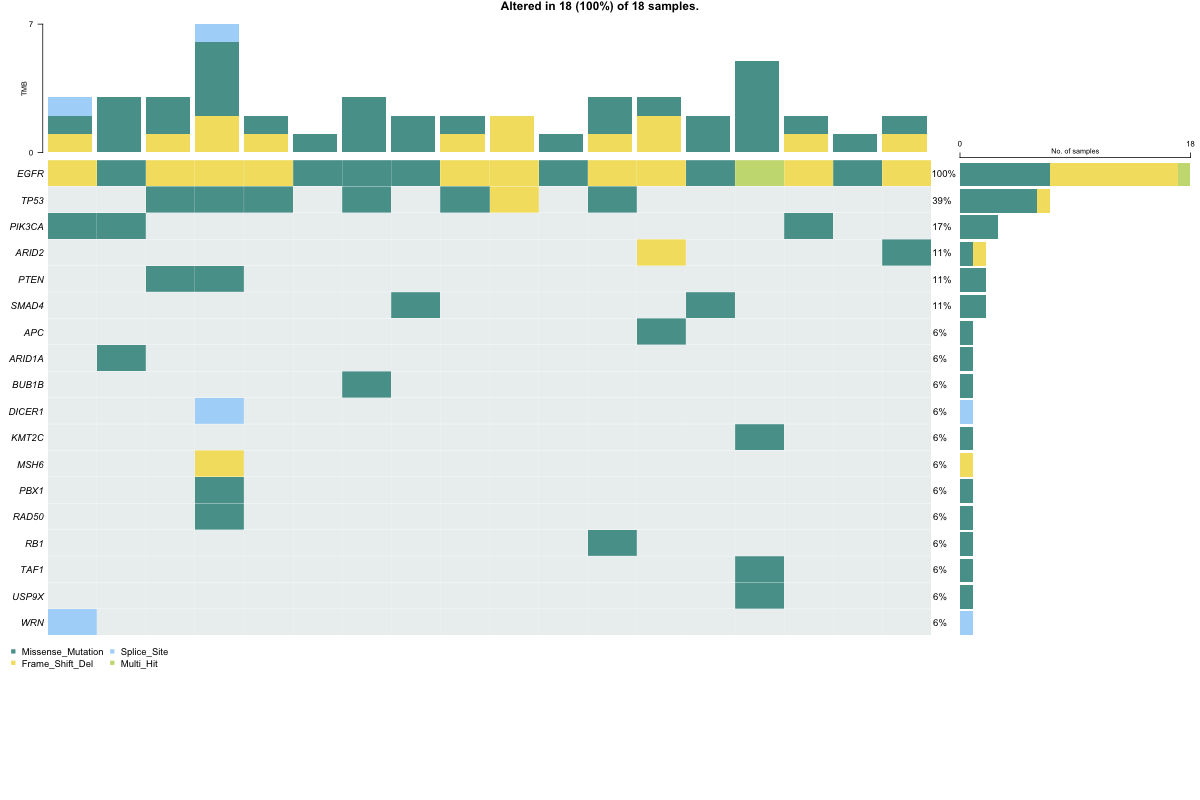 Altered in 18 (100%) of 18 samples.
7
TMB
0
0 18
No. of samples
EGFR 100%
TP53 39%
PIK3CA 17%
ARID2 11%
PTEN 11%
SMAD4 11%
APC 6%
ARID1A 6%
BUB1B 6%
DICER1 6%
KMT2C 6%
MSH6 6%
PBX1 6%
RAD50 6%
RB1 6%
TAF1 6%
USP9X 6%
WRN 6%
Missense_Mutation Splice_Site
Frame_Shift_Del Multi_Hit